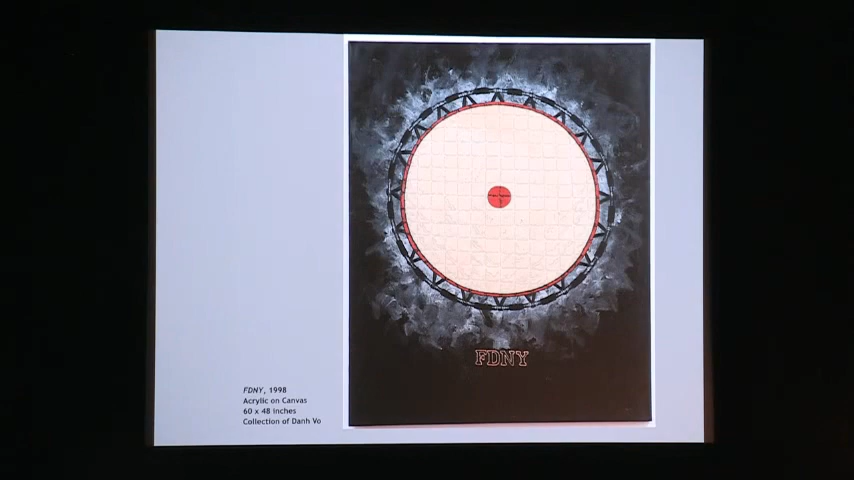 FDNY
FDNY, 1998
Acrylic on Canvas
60 x 48 inches
Collection of Danh Vo